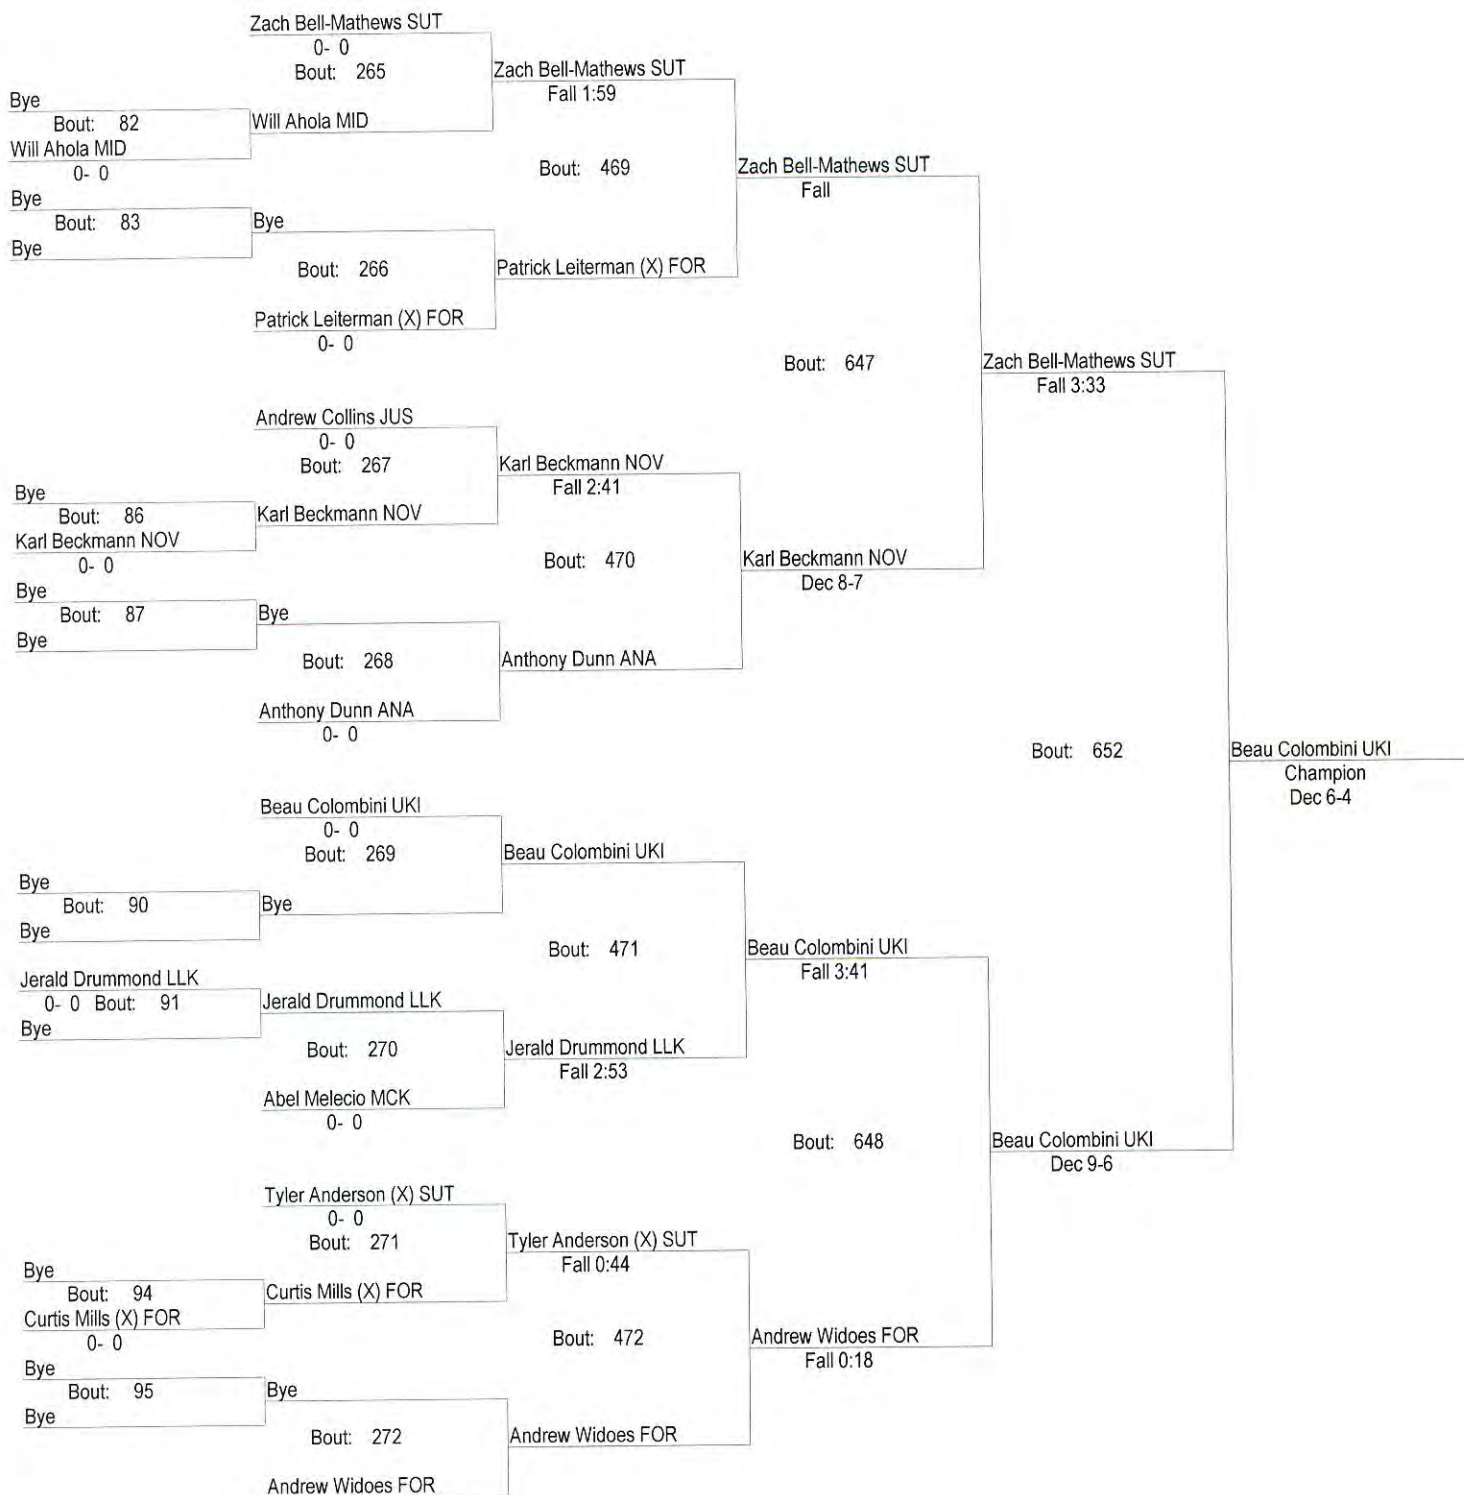 Zach Bell-Mathews SUT
0- 0
Bout: 265
Zach Bell-Mathews SUT
Fall 1:59
Bye
Bout: 82
Will Ahola MID
Will Ahola MID
0- 0
Bout: 469
Zach Bell-Mathews SUT
Fall
Bye
Bout: 83
Bye
Bye
Bout: 266
Patrick Leiterman (X) FOR
Patrick Leiterman (X) FOR
0- 0
Bout: 647
Zach Bell-Mathews SUT
Fall 3:33
Andrew Collins JUS
0- 0
Bout: 267
Karl Beckmann NOV
Fall 2:41
Bye
Bout: 86
Karl Beckmann NOV
Karl Beckmann NOV
0- 0
Bout: 470
Karl Beckmann NOV
Dec 8-7
Bye
Bout: 87
Bye
Bye
Bout: 268
Anthony Dunn ANA
Anthony Dunn ANA
0- 0
Bout: 652
Beau Colombini UKI
Champion
Dec 6-4
Beau Colombini UKI
0- 0
Bout: 269
Beau Colombini UKI
Bye
Bout: 90
Bye
Bye
Bout: 471
Beau Colombini UKI
Fall 3:41
Jerald Drummond LLK
0- 0 Bout: 91
Bye
Jerald Drummond LLK
Bout: 270
Jerald Drummond LLK
Fall 2:53
Abel Melecio MCK
0- 0
Bout: 648
Beau Colombini UKI
Dec 9-6
Tyler Anderson (X) SUT
0- 0
Bout: 271
Tyler Anderson (X) SUT
Fall 0:44
Bye
Bout: 94
Curtis Mills (X) FOR
Curtis Mills (X) FOR
0- 0
Bout: 472
Andrew Widoes FOR
Fall 0:18
Bye
Bout: 95
Bye
Bye
Bout: 272
Andrew Widoes FOR
Andrew Widoes FOR